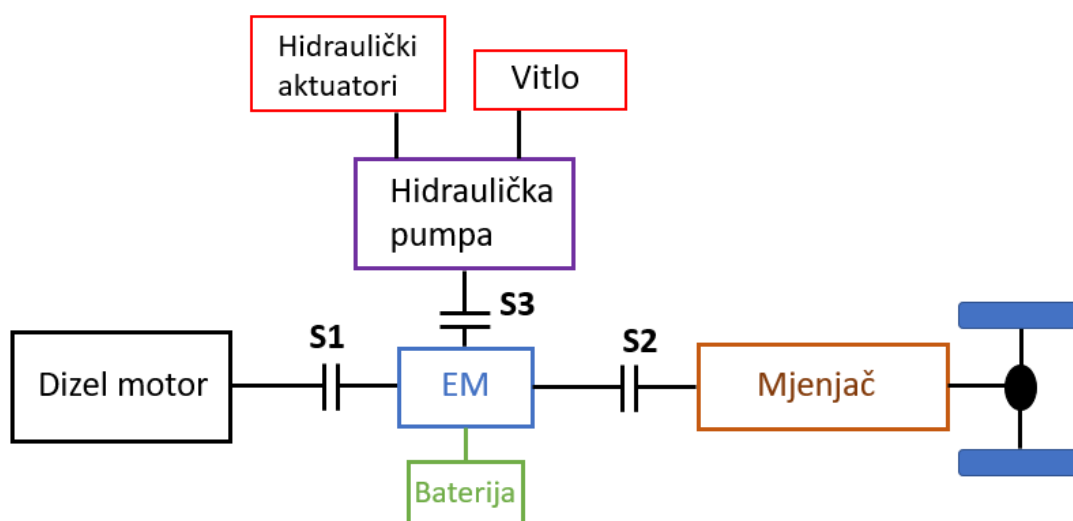 Hidraulički
aktuatori
Vitlo
Hidraulička
pumpa
S3
S1
S2
Dizel motor
EM
Mjenjač
Baterija